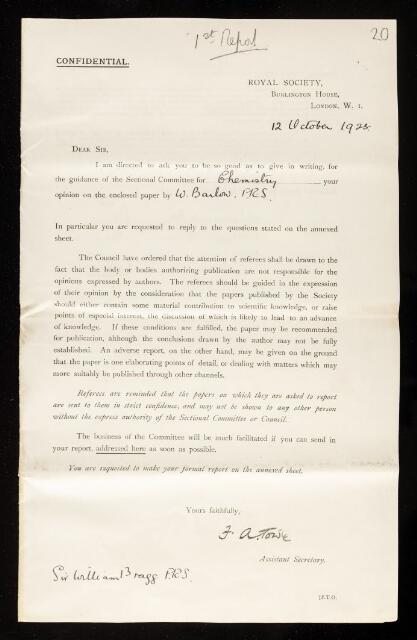 1st Report
20
CONFIDENTIAL.
ROYAL SOCIETY,
BURLINGTON HOUSE,
LONDON, W. 1.
12 October 1923
DEAR SIR,
I am directed to ask you to be so good as to give in writing, for
the guidance of the Sectional Committee for Chemistry your
opinion on the enclosed paper by W. Barlow, FRS.
In particular you are requested to reply to the questions stated on the annexed
sheet.
The Council have ordered that the attention of referees shall be drawn to the
fact that the body or bodies authorizing publication are not responsible for the
opinions expressed by authors. The referees should be guided in the expression
of their opinion by the consideration that the papers published by the Society
should either contain some material contribution to scientific knowledge, or raise
points of especial interest, the discussion of which is likely to lead to an advance
of knowledge. If these conditions are fulfilled, the paper may be recommended
for publication, although the conclusions drawn by the author may not be fully
established. An adverse report, on the other hand, may be given on the ground
that the paper is one elaborating points of detail, or dealing with matters which may
more suitably be published through other channels.
Referees are reminded that the papers on which they are asked to report
are sent to them in strict confidence, and may not be shown to any other person
without the express authority of the Sectional Committee or Council.
The business of the Committee will be much facilitated if you can send in
your report, addressed here as soon as possible.
You are requested to make your formal report on the annexed sheet.
Yours faithfully,
F. A. Towle
Assistant Secretary.
Sir William Bragg FRS.
[P.T.O.